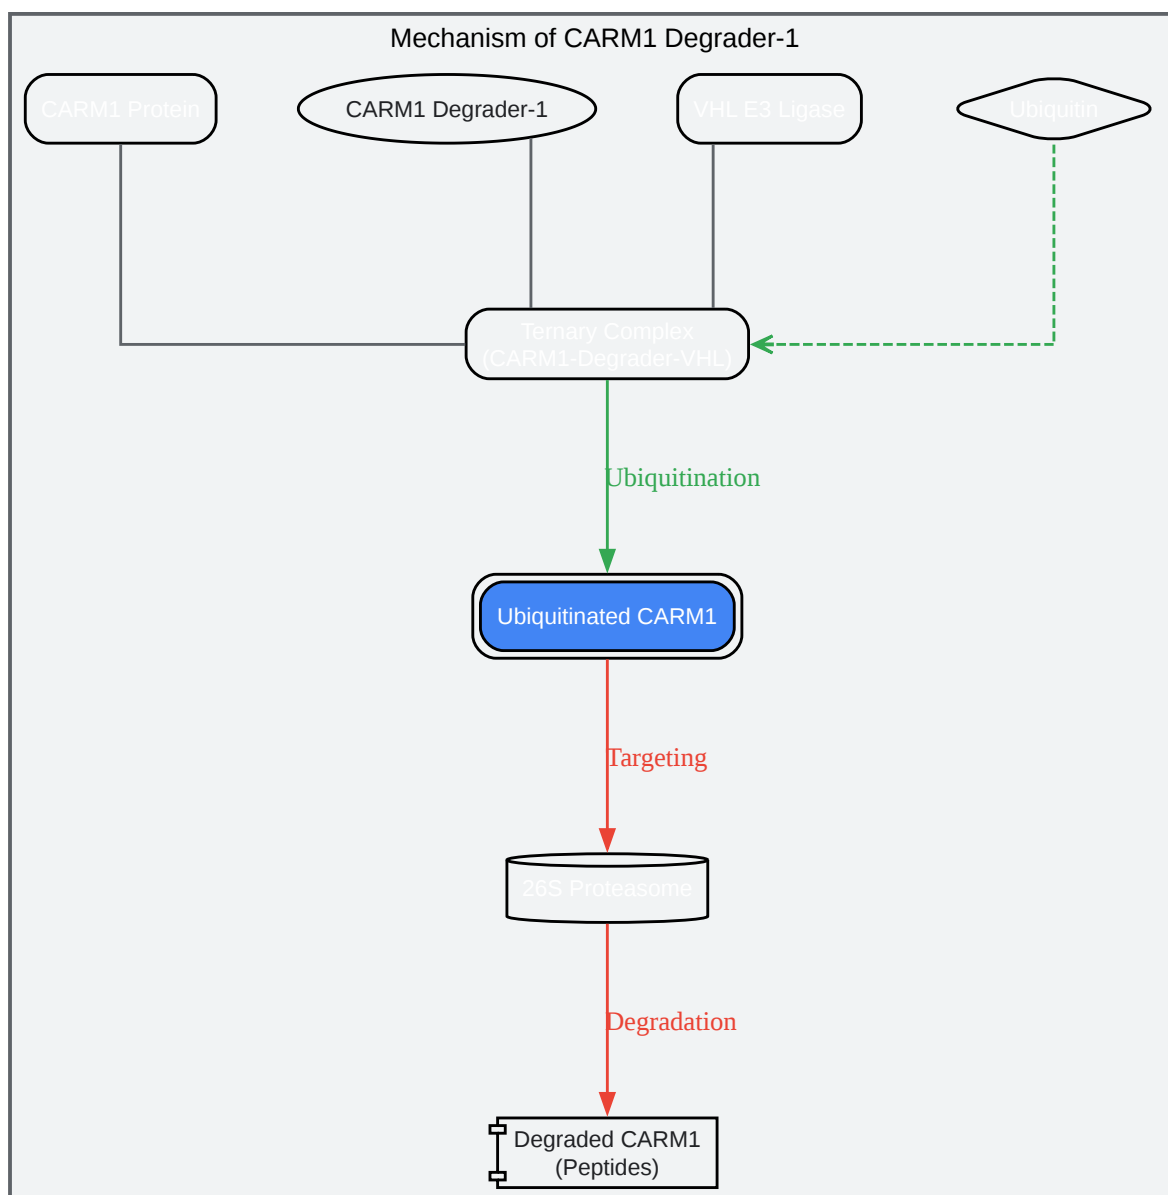 Mechanism of CARM1 Degrader-1
CARM1 Protein
CARM1 Degrader-1
VHL E3 Ligase
Ubiquitin
Ternary Complex
(CARM1-Degrader-VHL)
Ubiquitination
Ubiquitinated CARM1
Targeting
26S Proteasome
Degradation
Degraded CARM1
(Peptides)